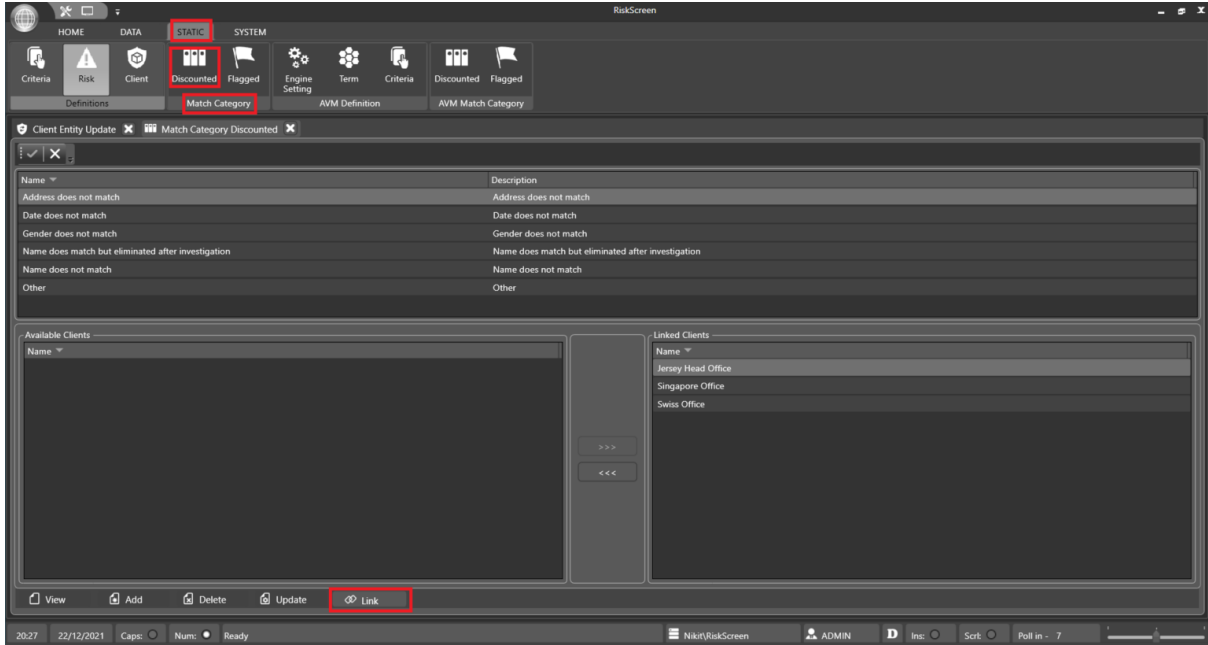 RiskScreen
HOME DATA STATIC SYSTEM
Criteria Risk Client Discounted Flagged Engine Setting Term Criteria Discounted Flagged
Definitions Match Category AVM Definition AVM Match Category
Client Entity Update Match Category Discounted
Name Description
Address does not match Address does not match
Date does not match Date does not match
Gender does not match Gender does not match
Name does match but eliminated after investigation Name does match but eliminated after investigation
Name does not match Name does not match
Other Other
Available Clients Linked Clients
Name Name
Jersey Head Office
Singapore Office
Swiss Office
>>>
<<<
View Add Delete Update Link
20:27 22/12/2021 Caps: Num: Ready Nikit\RiskScreen ADMIN D Ins: Scrl: Poll in - 7